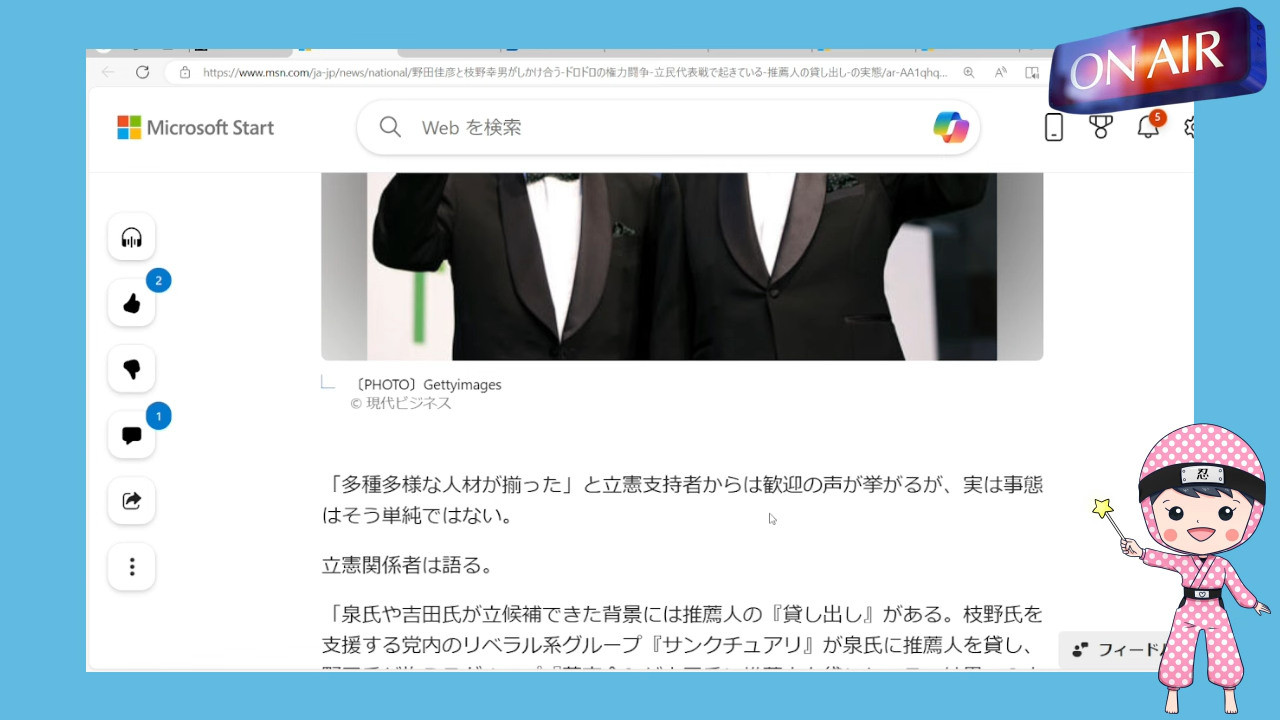 ON AIR
https://www.msn.com/ja-jp/news/national/野田佳彦と枝野幸男がしかけ合う-ドロドロの権力闘争-立民代表戦で起きている-推薦人の貸し出し-の実態/ar-AA1qhq...
Microsoft Start
Web を検索
5
2
1
〔PHOTO〕Gettyimages
© 現代ビジネス
「多種多様な人材が揃った」と立憲支持者からは歓迎の声が挙がるが、実は事態
はそう単純ではない。
立憲関係者は語る。
「泉氏や吉田氏が立候補できた背景には推薦人の『貸し出し』がある。枝野氏を
支援する党内のリベラル系グループ『サンクチュアリ』が泉氏に推薦人を貸し、
フィード
忍